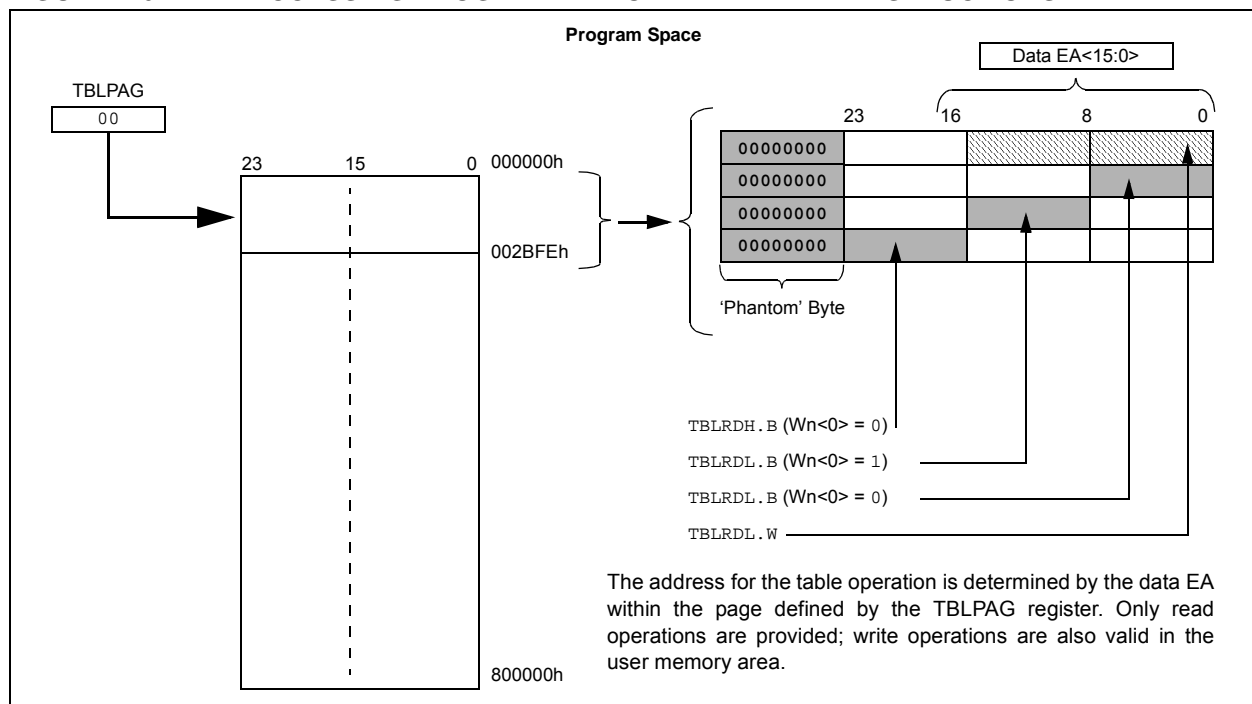 Program Space
Data EA<15:0>
TBLPAG
00
23 15 0
000000h
002BFEh
800000h
23 16 8 0
00000000
00000000
00000000
00000000
'Phantom' Byte
TBLRDH.B (Wn<0> = 0)
TBLRDL.B (Wn<0> = 1)
TBLRDL.B (Wn<0> = 0)
TBLRDL.W
The address for the table operation is determined by the data EA
within the page defined by the TBLPAG register. Only read
operations are provided; write operations are also valid in the
user memory area.